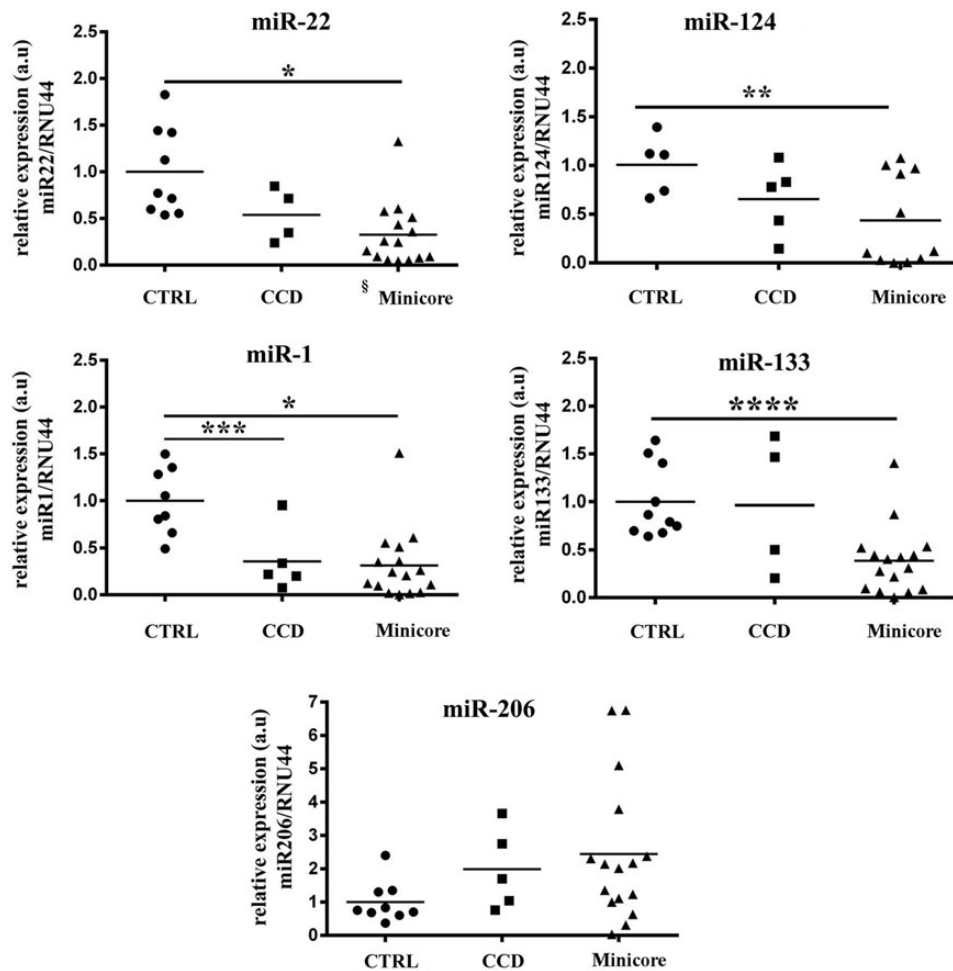 miR-22
relative expression (a.u)
miR22/RNU44
2.5
2.0
1.5
1.0
0.5
0.0
*
CTRL
CCD
§ Minicore
miR-124
relative expression (a.u)
miR124/RNU44
2.5
2.0
1.5
1.0
0.5
0.0
**
CTRL
CCD
Minicore
miR-1
relative expression (a.u)
miR1/RNU44
2.5
2.0
1.5
1.0
0.5
0.0
*
***
CTRL
CCD
Minicore
miR-133
relative expression (a.u)
miR133/RNU44
2.5
2.0
1.5
1.0
0.5
0.0
****
CTRL
CCD
Minicore
miR-206
relative expression (a.u)
miR206/RNU44
7
6
5
4
3
2
1
0
CTRL
CCD
Minicore